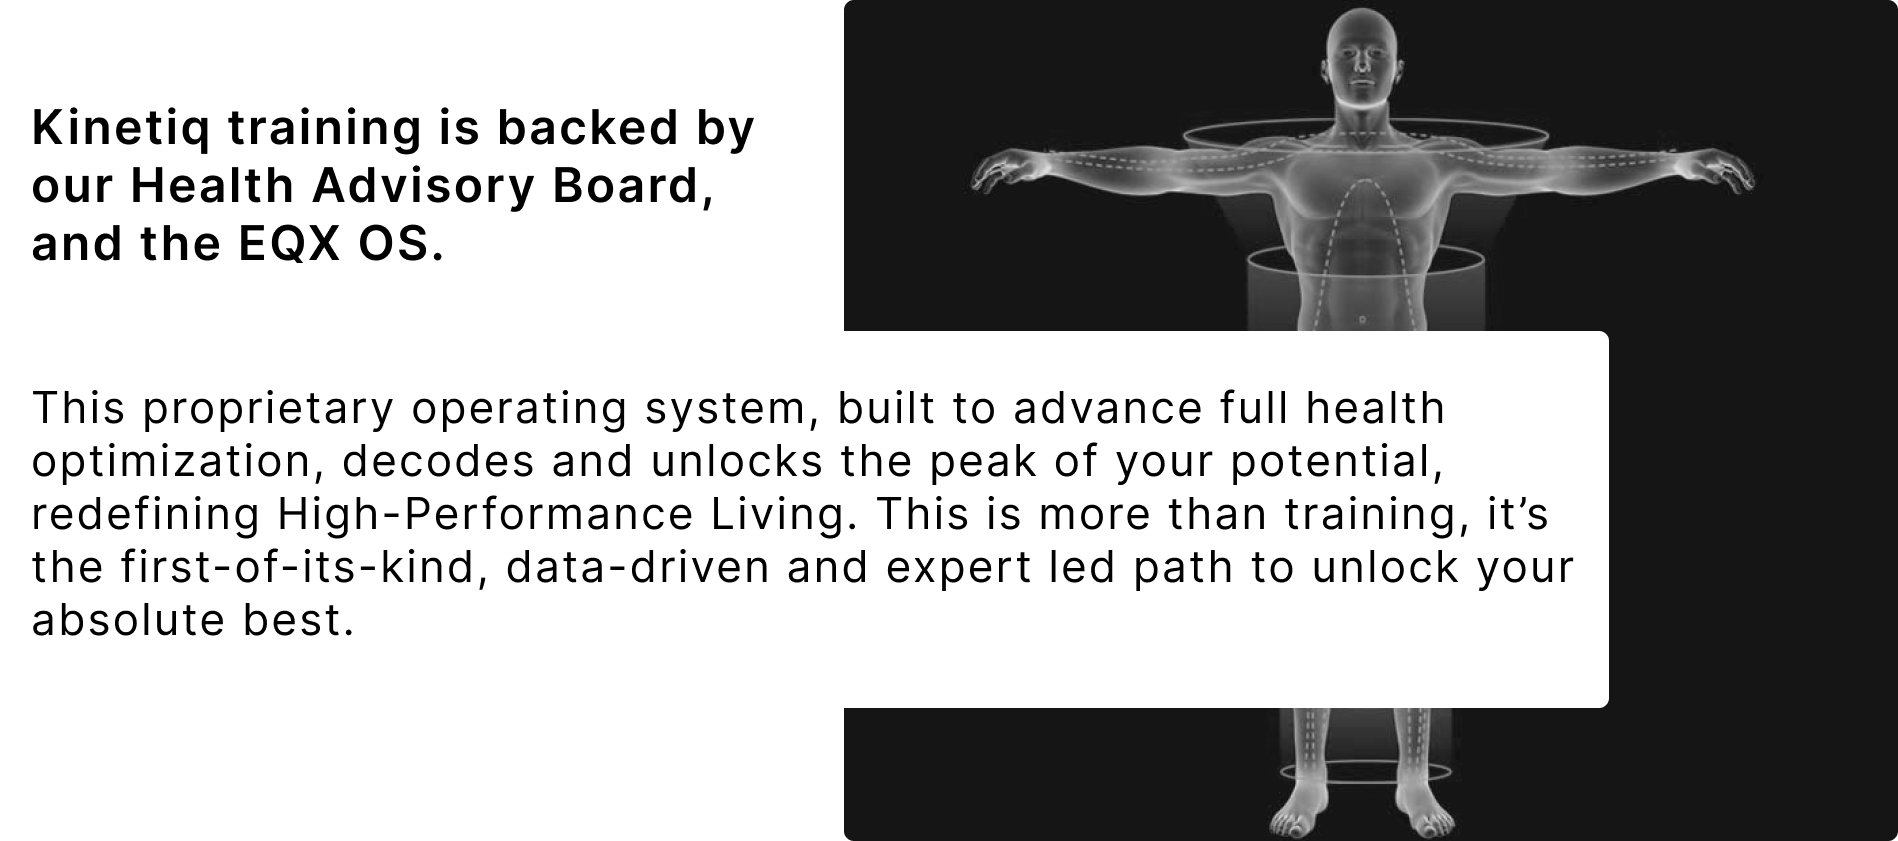 Kinetiq training is backed by
our Health Advisory Board,
and the EQX OS.
This proprietary operating system, built to advance full health
optimization, decodes and unlocks the peak of your potential,
redefining High-Performance Living. This is more than training, it’s
the first-of-its-kind, data-driven and expert led path to unlock your
absolute best.